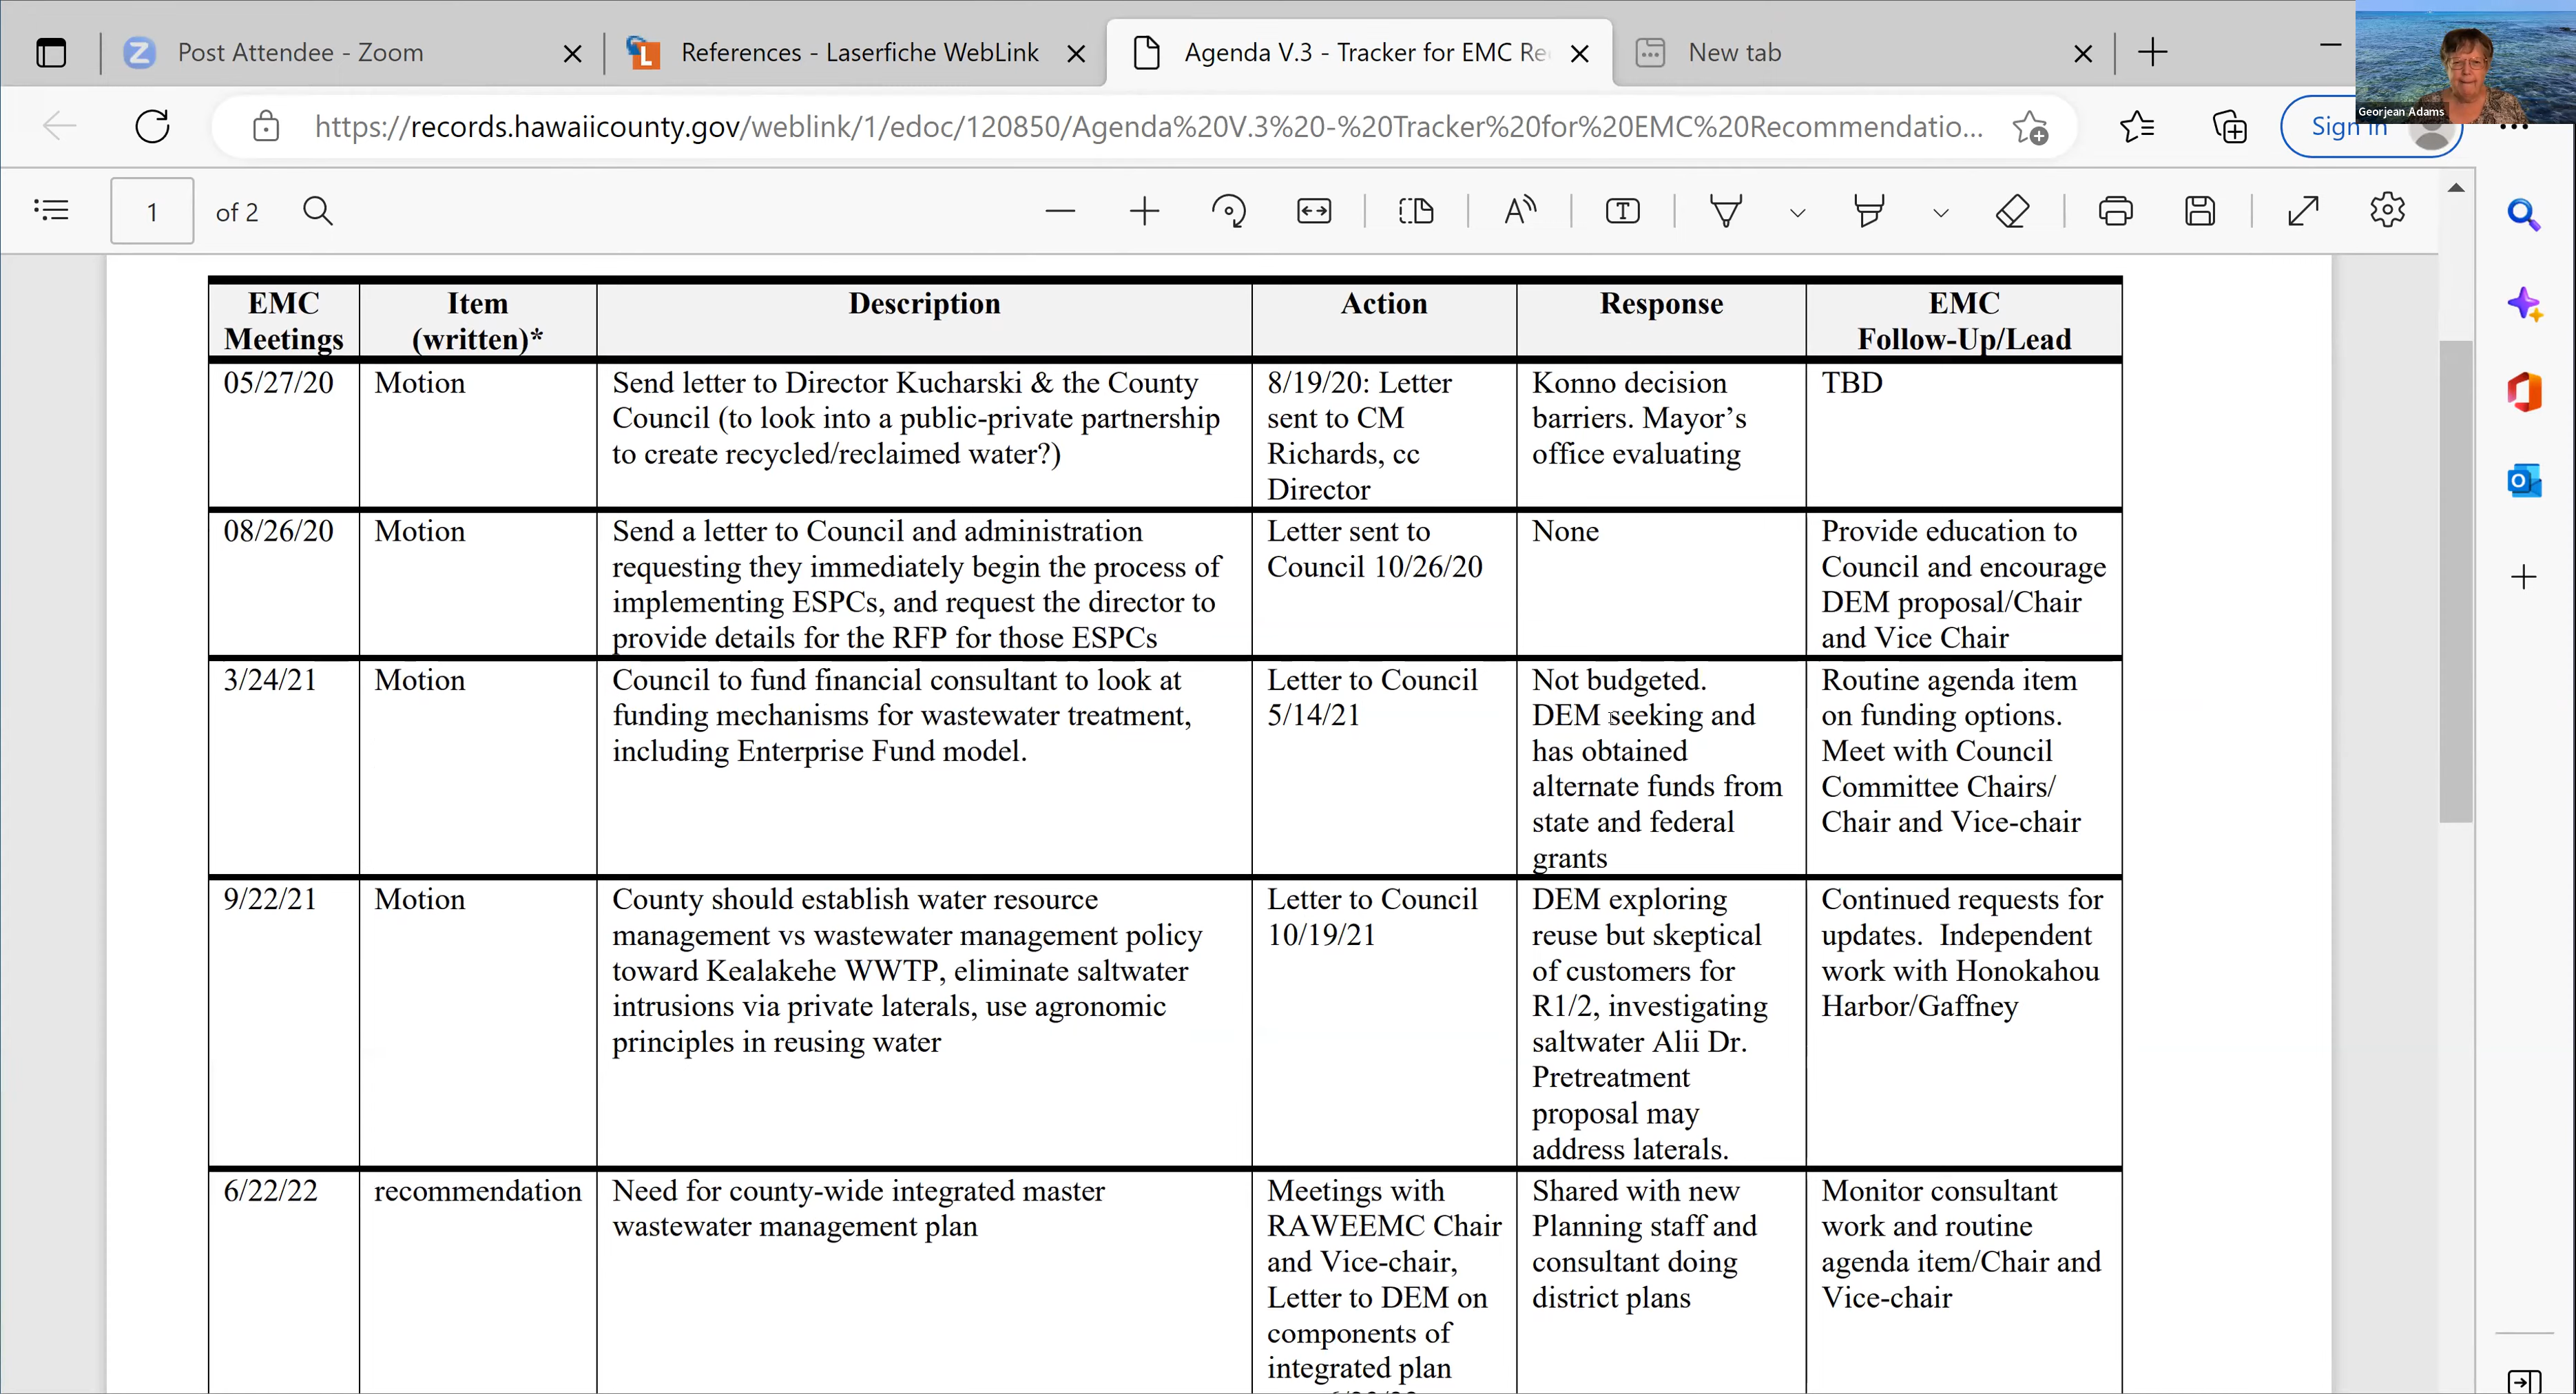 Post Attendee - Zoom
References - Laserfiche WebLink
Agenda V.3 - Tracker for EMC Re
New tab
Georjean Adams
https://records.hawaiicounty.gov/weblink/1/edoc/120850/Agenda%20V.3%20-%20Tracker%20for%20EMC%20Recommendatio...
Sign in
1 of 2
EMC Meetings
Item (written)*
Description
Action
Response
EMC Follow-Up/Lead
05/27/20
Motion
Send letter to Director Kucharski & the County
Council (to look into a public-private partnership
to create recycled/reclaimed water?)
8/19/20: Letter
sent to CM
Richards, cc
Director
Konno decision
barriers. Mayor's
office evaluating
TBD
08/26/20
Motion
Send a letter to Council and administration
requesting they immediately begin the process of
implementing ESPCs, and request the director to
provide details for the RFP for those ESPCs
Letter sent to
Council 10/26/20
None
Provide education to
Council and encourage
DEM proposal/Chair
and Vice Chair
3/24/21
Motion
Council to fund financial consultant to look at
funding mechanisms for wastewater treatment,
including Enterprise Fund model.
Letter to Council
5/14/21
Not budgeted.
DEM seeking and
has obtained
alternate funds from
state and federal
grants
Routine agenda item
on funding options.
Meet with Council
Committee Chairs/
Chair and Vice-chair
9/22/21
Motion
County should establish water resource
management vs wastewater management policy
toward Kealakehe WWTP, eliminate saltwater
intrusions via private laterals, use agronomic
principles in reusing water
Letter to Council
10/19/21
DEM exploring
reuse but skeptical
of customers for
R1/2, investigating
saltwater Alii Dr.
Pretreatment
proposal may
address laterals.
Continued requests for
updates. Independent
work with Honokahou
Harbor/Gaffney
6/22/22
recommendation
Need for county-wide integrated master
wastewater management plan
Meetings with
RAWEEMC Chair
and Vice-chair,
Letter to DEM on
components of
integrated plan
Shared with new
Planning staff and
consultant doing
district plans
Monitor consultant
work and routine
agenda item/Chair and
Vice-chair